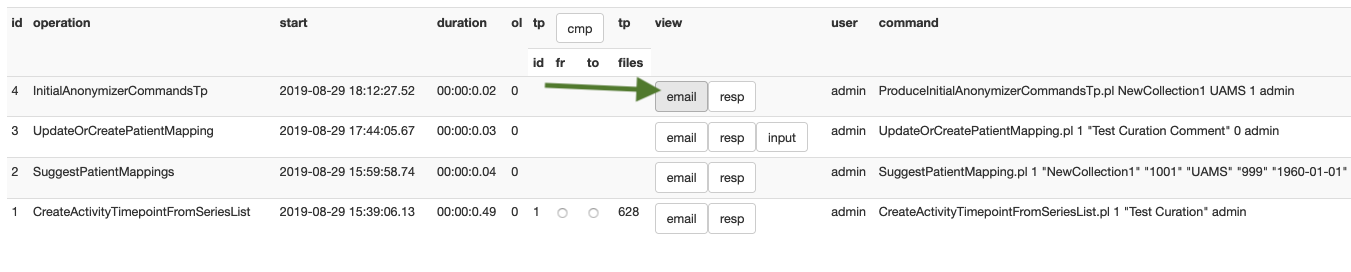 id operation start duration ol tp cmp tp view user command
id fr to files
4 InitialAnonymizerCommandsTp 2019-08-29 18:12:27.52 00:00:0.02 0 email resp admin ProduceInitialAnonymizerCommandsTp.pl NewCollection1 UAMS 1 admin
3 UpdateOrCreatePatientMapping 2019-08-29 17:44:05.67 00:00:0.03 0 email resp input admin UpdateOrCreatePatientMapping.pl 1 "Test Curation Comment" 0 admin
2 SuggestPatientMappings 2019-08-29 15:59:58.74 00:00:0.04 0 email resp admin SuggestPatientMapping.pl 1 "NewCollection1" "1001" "UAMS" "999" "1960-01-01"
1 CreateActivityTimepointFromSeriesList 2019-08-29 15:39:06.13 00:00:0.49 0 1 628 email resp admin CreateActivityTimepointFromSeriesList.pl 1 "Test Curation" admin